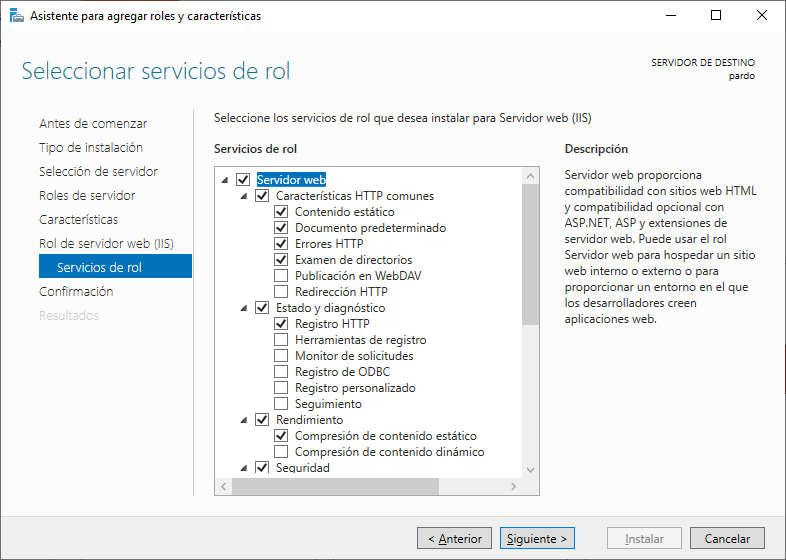 Asistente para agregar roles y características
Seleccionar servicios de rol
SERVIDOR DE DESTINO
pardo
Antes de comenzar
Tipo de instalación
Selección de servidor
Roles de servidor
Características
Rol de servidor web (IIS)
Servicios de rol
Confirmación
Resultados
Seleccione los servicios de rol que desea instalar para Servidor web (IIS)
Servicios de rol
Servidor web
Características HTTP comunes
Contenido estático
Documento predeterminado
Errores HTTP
Examen de directorios
Publicación en WebDAV
Redirección HTTP
Estado y diagnóstico
Registro HTTP
Herramientas de registro
Monitor de solicitudes
Registro de ODBC
Registro personalizado
Seguimiento
Rendimiento
Compresión de contenido estático
Compresión de contenido dinámico
Seguridad
Descripción
Servidor web proporciona
compatibilidad con sitios web HTML
y compatibilidad opcional con
ASP.NET, ASP y extensiones de
servidor web. Puede usar el rol
Servidor web para hospedar un sitio
web interno o externo o para
proporcionar un entorno en el que
los desarrolladores creen
aplicaciones web.
< Anterior
Siguiente >
Instalar
Cancelar